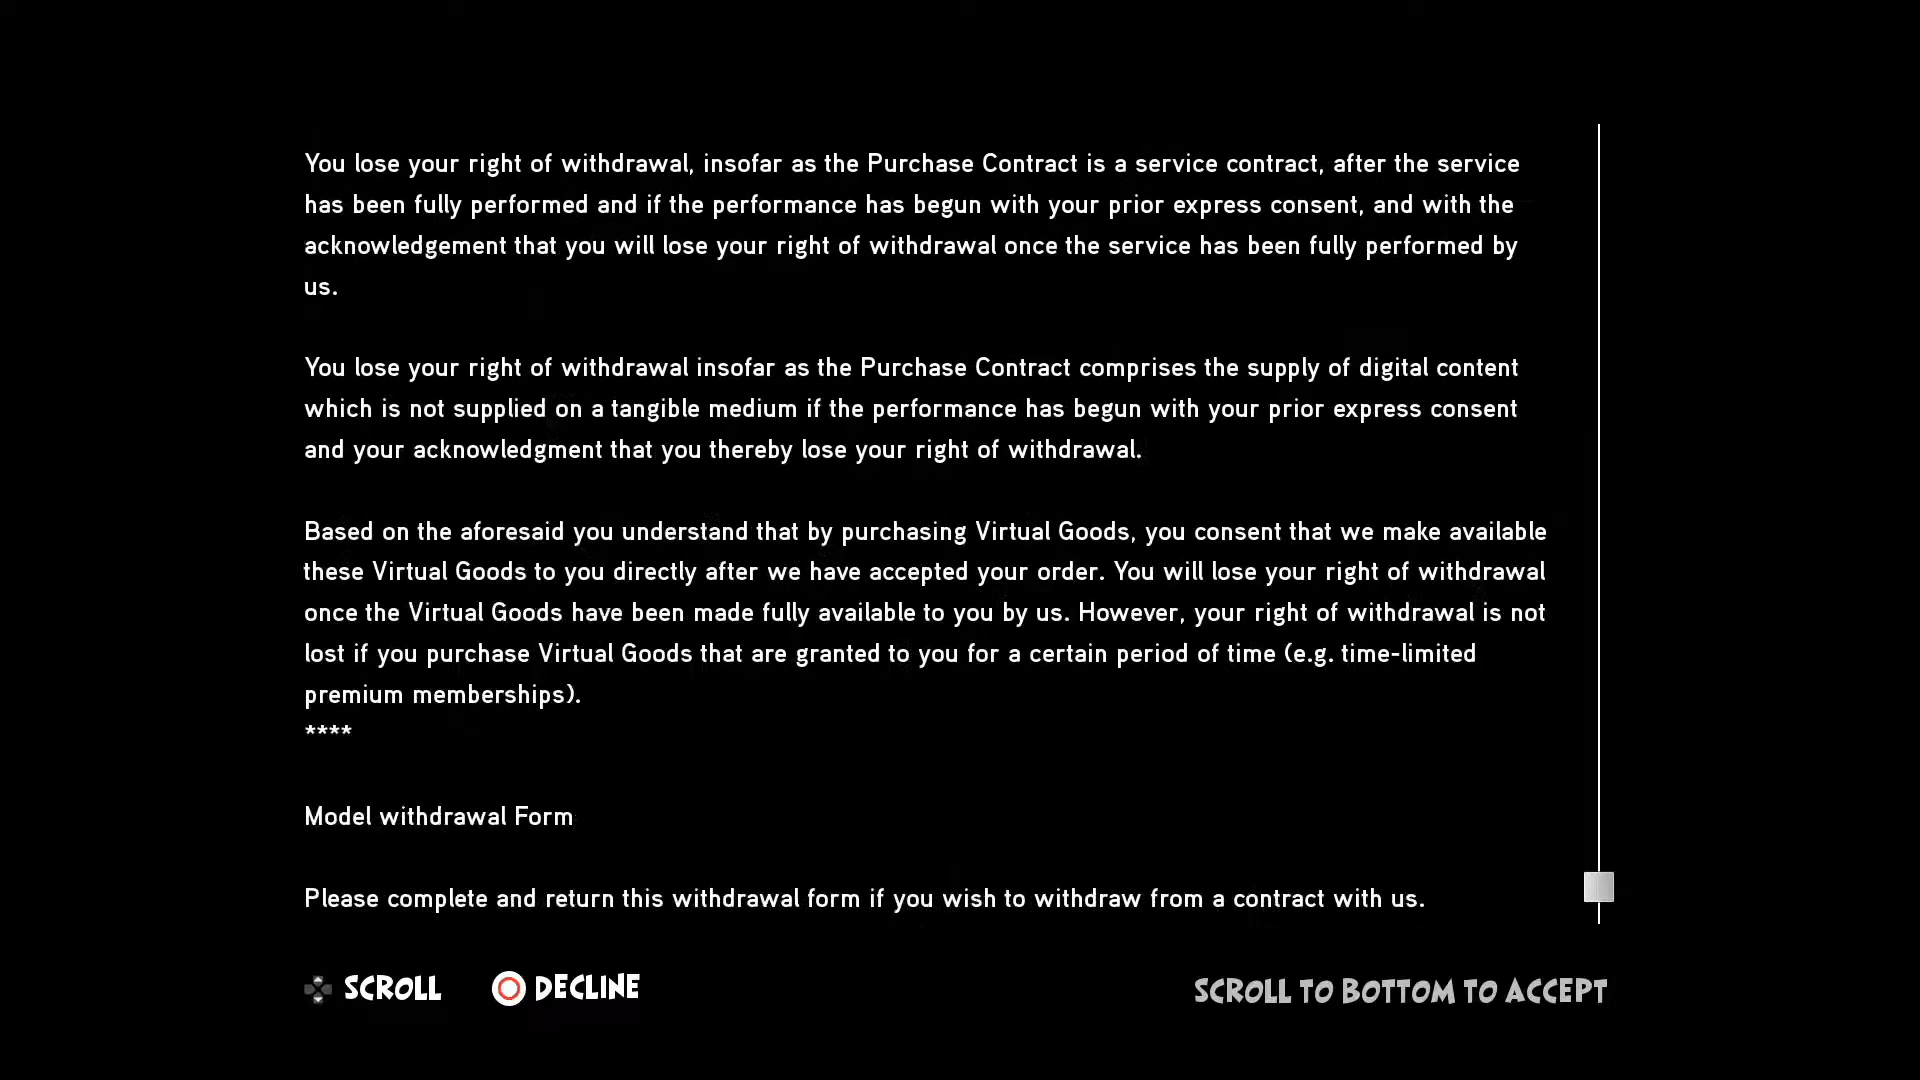 You lose your right of withdrawal, insofar as the Purchase Contract is a service contract, after the service
has been fully performed and if the performance has begun with your prior express consent, and with the
acknowledgement that you will lose your right of withdrawal once the service has been fully performed by
us.
You lose your right of withdrawal insofar as the Purchase Contract comprises the supply of digital content
which is not supplied on a tangible medium if the performance has begun with your prior express consent
and your acknowledgment that you thereby lose your right of withdrawal.
Based on the aforesaid you understand that by purchasing Virtual Goods, you consent that we make available
these Virtual Goods to you directly after we have accepted your order. You will lose your right of withdrawal
once the Virtual Goods have been made fully available to you by us. However, your right of withdrawal is not
lost if you purchase Virtual Goods that are granted to you for a certain period of time (e.g. time-limited
premium memberships).
****
Model withdrawal Form
Please complete and return this withdrawal form if you wish to withdraw from a contract with us.
SCROLL DECLINE SCROLL TO BOTTOM TO ACCEPT